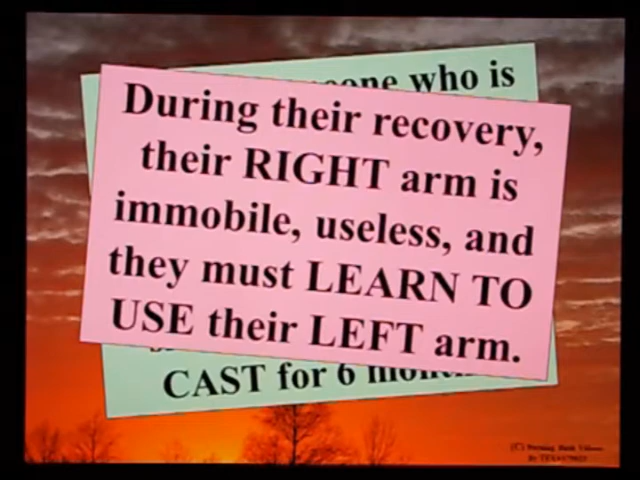 who is
During their recovery,
their RIGHT arm is
immobile, useless, and
they must LEARN TO
USE their LEFT arm.
CAST for 6
(C)